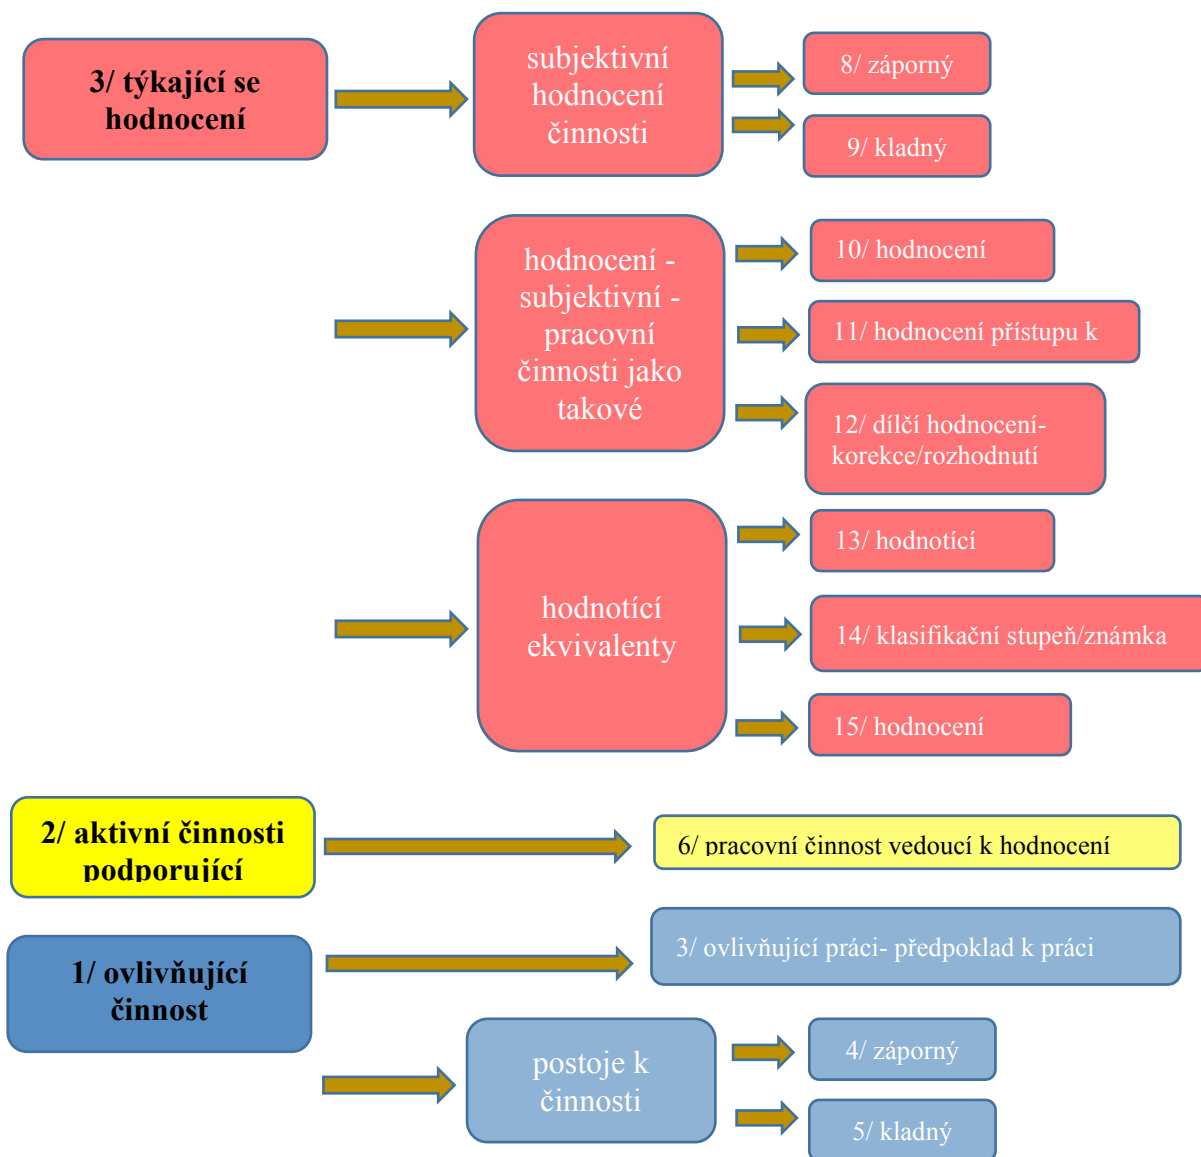 3/ týkající se
hodnocení
subjektivní
hodnocení
činnosti
8/ záporný
9/ kladný
hodnocení -
subjektivní -
pracovní
činnosti jako
takové
10/ hodnocení
11/ hodnocení přístupu k
12/ dílčí hodnocení-
korekce/rozhodnutí
hodnotící
ekvivalenty
13/ hodnotící
14/ klasifikační stupeň/známka
15/ hodnocení
2/ aktivní činnosti
podporující
6/ pracovní činnost vedoucí k hodnocení
1/ ovlivňující
činnost
3/ ovlivňující práci- předpoklad k práci
postoje k
činnosti
4/ záporný
5/ kladný